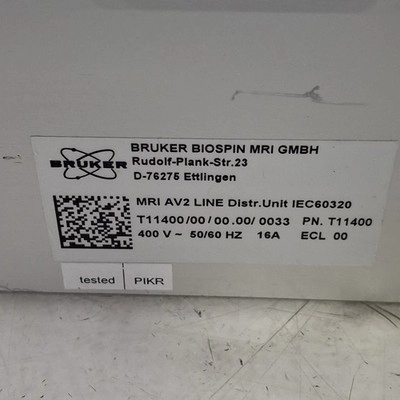 BRUKER
BRUKER BIOSPIN MRI GMBH
Rudolf-Plank-Str.23
D-76275 Ettlingen
MRI AV2 LINE Distr.Unit IEC60320
T11400/00/00.00/0033 PN. T11400
400 V ~ 50/60 HZ 16A ECL 00
tested PIKR